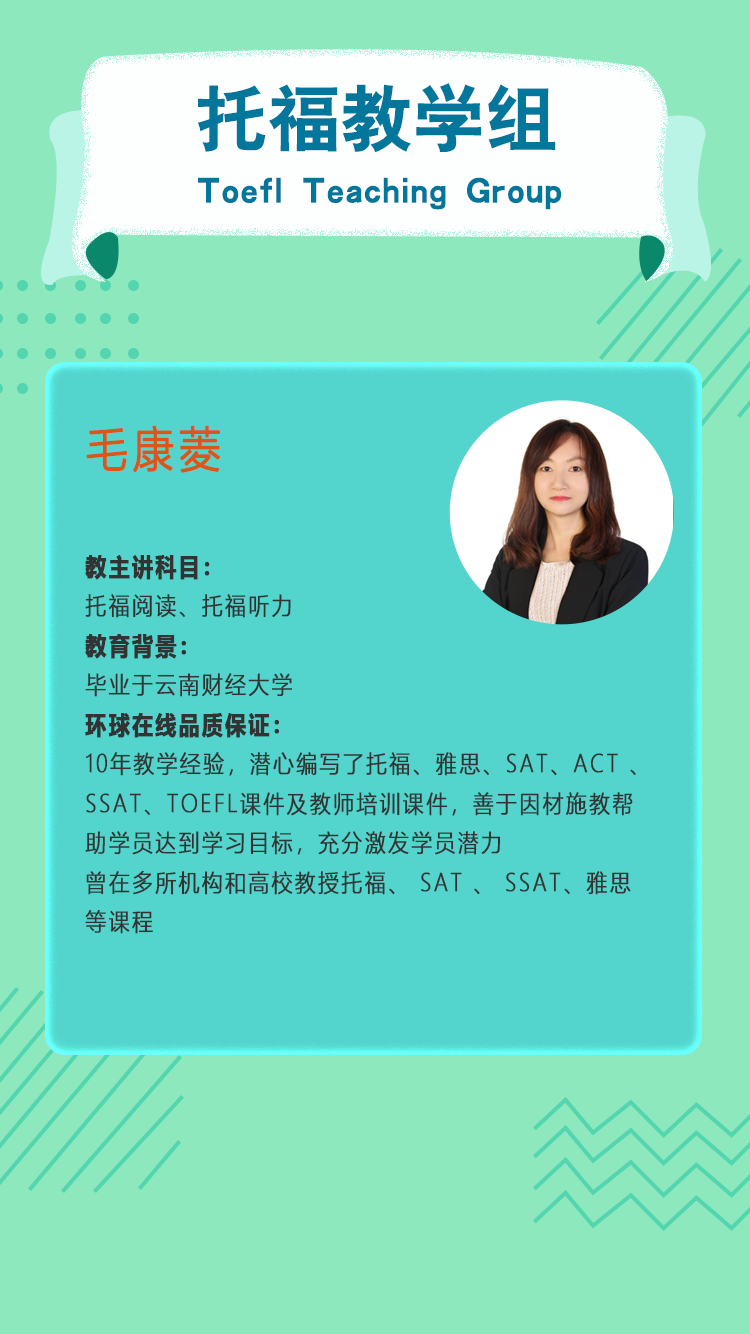 托福教学组
Toefl Teaching Group
毛康菱
教主讲科目：
托福阅读、托福听力
教育背景：
毕业于云南财经大学
环球在线品质保证：
10年教学经验，潜心编写了托福、雅思、SAT、ACT 、
SSAT、TOEFL课件及教师培训课件，善于因材施教帮
助学员达到学习目标，充分激发学员潜力
曾在多所机构和高校教授托福、 SAT 、 SSAT、雅思
等课程